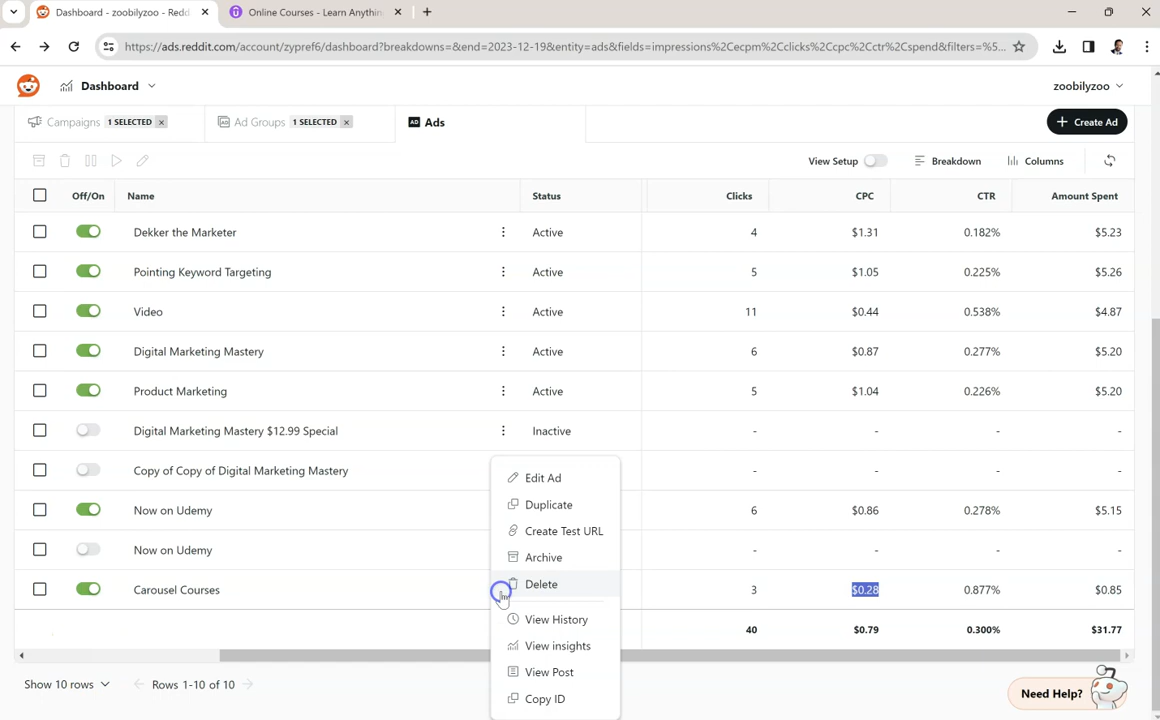 Dashboard - zoobilyzoo - Redd
Online Courses - Learn Anythin
https://ads.reddit.com/account/zypref6/dashboard?breakdowns=&end=2023-12-19&entity=ads&fields=impressions%2Cecpm%2Cclicks%2Ccpc%2Cctr%2Cspend&filters=%5...
Dashboard
zoobilyzoo
Campaigns 1 SELECTED
Ad Groups 1 SELECTED
Ads
Create Ad
View Setup
Breakdown
Columns
Off/On Name Status Clicks CPC CTR Amount Spent
Dekker the Marketer Active 4 $1.31 0.182% $5.23
Pointing Keyword Targeting Active 5 $1.05 0.225% $5.26
Video Active 11 $0.44 0.538% $4.87
Digital Marketing Mastery Active 6 $0.87 0.277% $5.20
Product Marketing Active 5 $1.04 0.226% $5.20
Digital Marketing Mastery $12.99 Special Inactive - - - -
Copy of Copy of Digital Marketing Mastery - - - -
Now on Udemy 6 $0.86 0.278% $5.15
Now on Udemy - - - -
Carousel Courses 3 $0.28 0.877% $0.85
40 $0.79 0.300% $31.77
Edit Ad
Duplicate
Create Test URL
Archive
Delete
View History
View insights
View Post
Copy ID
Show 10 rows
Rows 1-10 of 10
Need Help?